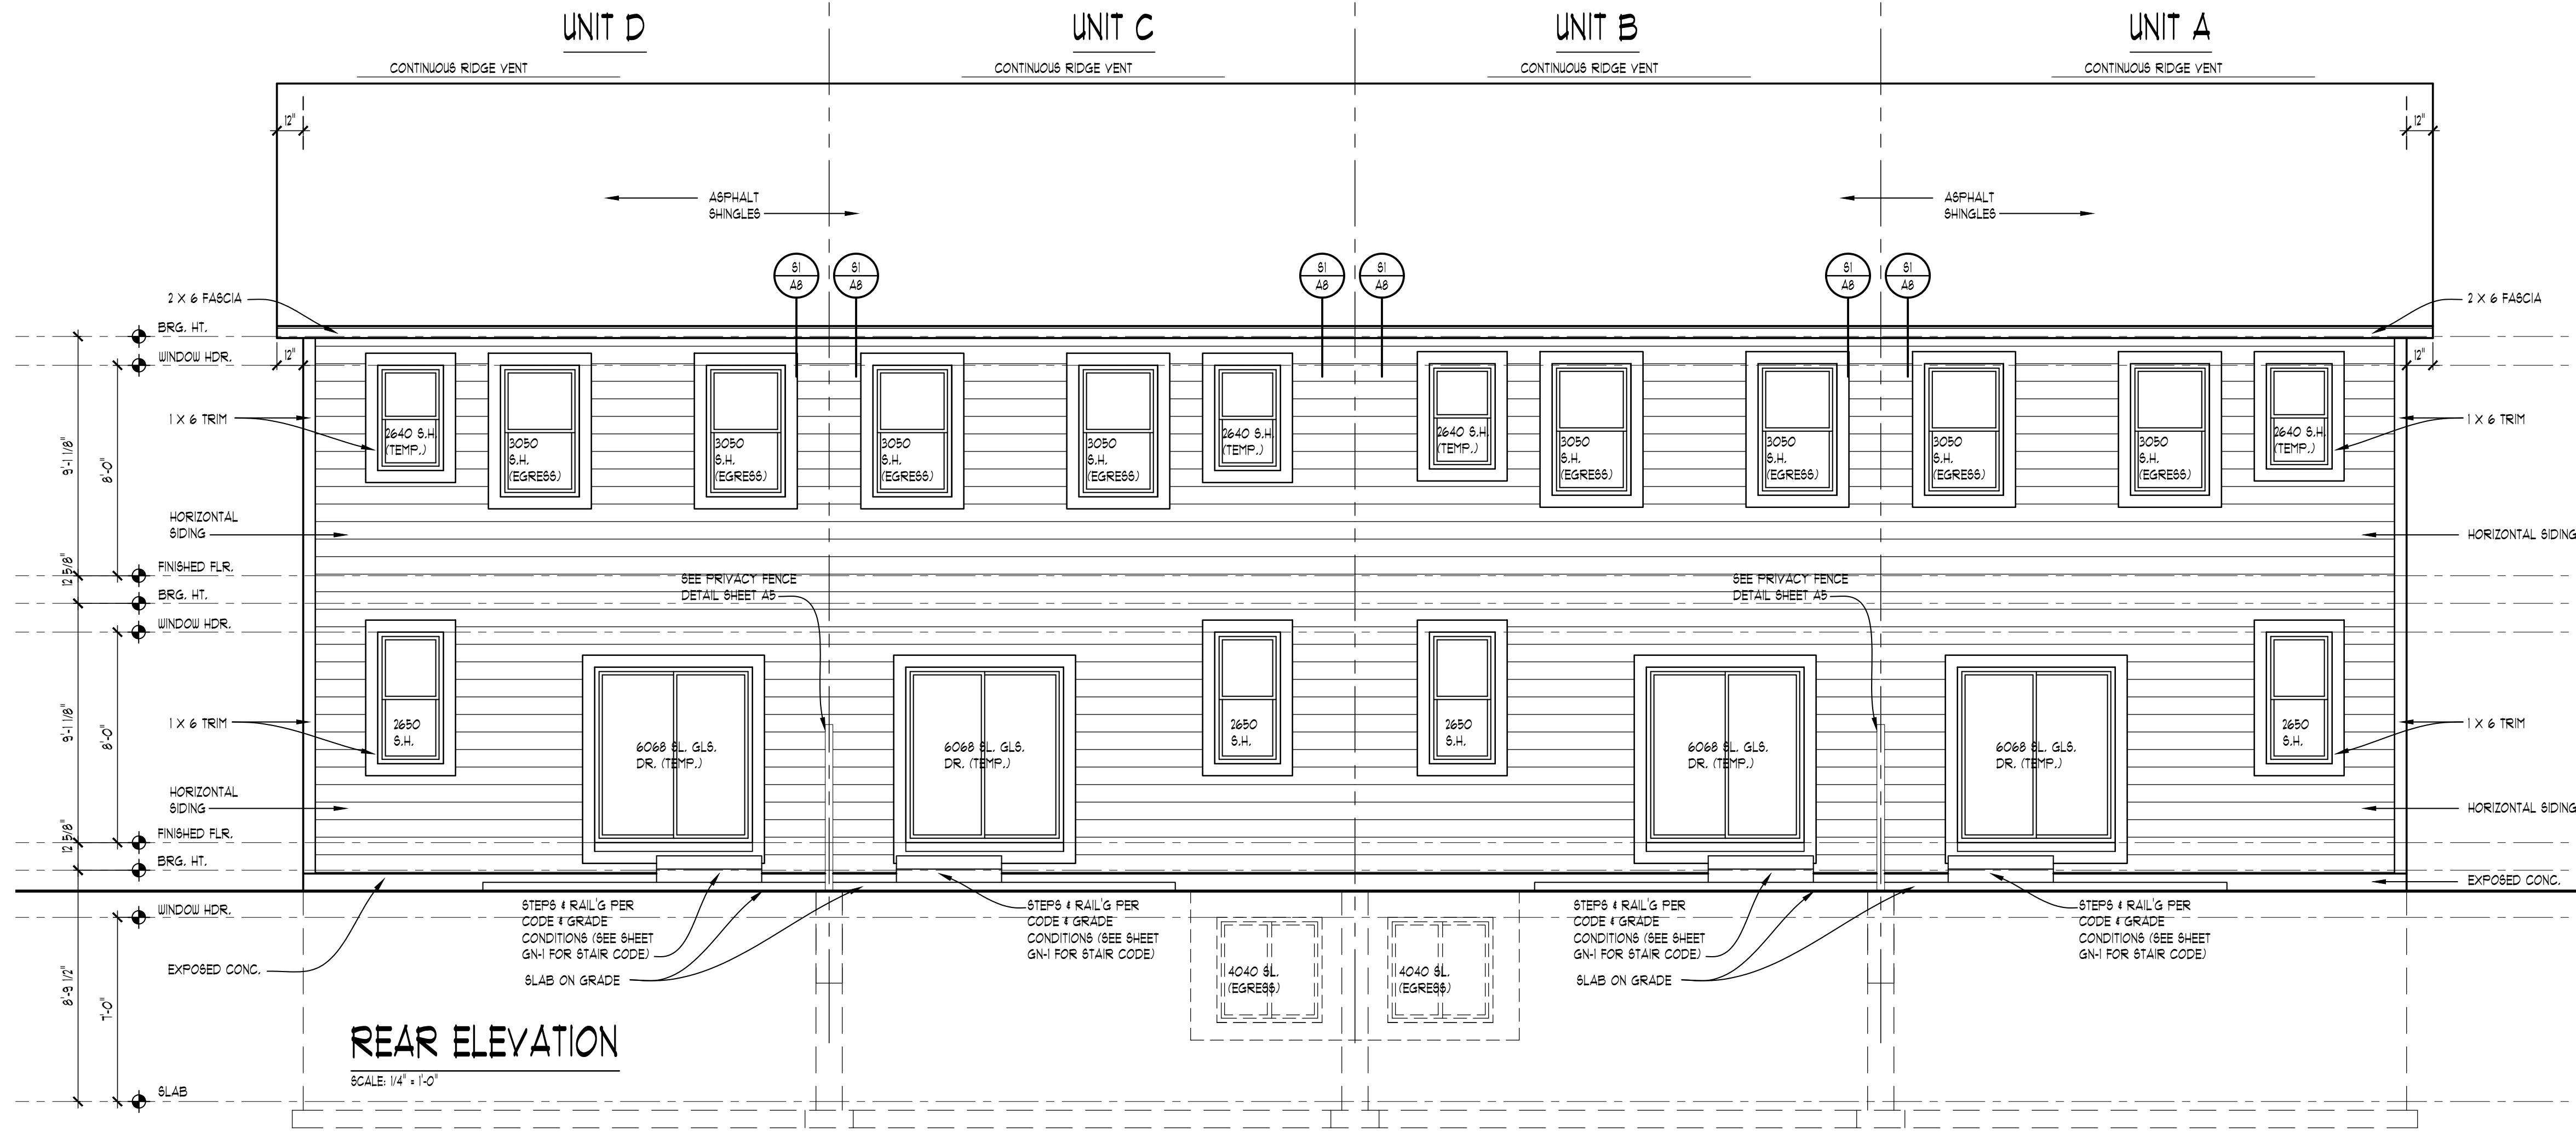 UNIT D
UNIT C
UNIT B
UNIT A
CONTINUOUS RIDGE VENT
CONTINUOUS RIDGE VENT
CONTINUOUS RIDGE VENT
CONTINUOUS RIDGE VENT
12"
12"
ASPHALT
SHINGLES
ASPHALT
SHINGLES
S1
A8
S1
A8
S1
A8
S1
A8
S1
A8
S1
A8
2 X 6 FASCIA
2 X 6 FASCIA
BRG. HT.
WINDOW HDR.
12"
12"
1 X 6 TRIM
1 X 6 TRIM
9'-1 1/8"
8'-0"
2640 S.H.
(TEMP.)
3050
S.H.
(EGRESS)
3050
S.H.
(EGRESS)
3050
S.H.
(EGRESS)
3050
S.H.
(EGRESS)
2640 S.H.
(TEMP.)
2640 S.H.
(TEMP.)
3050
S.H.
(EGRESS)
3050
S.H.
(EGRESS)
3050
S.H.
(EGRESS)
3050
S.H.
(EGRESS)
2640 S.H.
(TEMP.)
HORIZONTAL
SIDING
HORIZONTAL SIDING
FINISHED FLR.
12 5/8"
BRG. HT.
WINDOW HDR.
SEE PRIVACY FENCE
DETAIL SHEET A5
SEE PRIVACY FENCE
DETAIL SHEET A5
9'-1 1/8"
8'-0"
1 X 6 TRIM
1 X 6 TRIM
2650
S.H.
6068 SL. GLS.
DR. (TEMP.)
6068 SL. GLS.
DR. (TEMP.)
2650
S.H.
2650
S.H.
6068 SL. GLS.
DR. (TEMP.)
6068 SL. GLS.
DR. (TEMP.)
2650
S.H.
HORIZONTAL
SIDING
HORIZONTAL SIDING
FINISHED FLR.
12 5/8"
BRG. HT.
EXPOSED CONC.
WINDOW HDR.
STEPS & RAIL'G PER
CODE & GRADE
CONDITIONS (SEE SHEET
GN-1 FOR STAIR CODE)
STEPS & RAIL'G PER
CODE & GRADE
CONDITIONS (SEE SHEET
GN-1 FOR STAIR CODE)
STEPS & RAIL'G PER
CODE & GRADE
CONDITIONS (SEE SHEET
GN-1 FOR STAIR CODE)
STEPS & RAIL'G PER
CODE & GRADE
CONDITIONS (SEE SHEET
GN-1 FOR STAIR CODE)
EXPOSED CONC.
SLAB ON GRADE
4040 SL.
(EGRESS)
4040 SL.
(EGRESS)
SLAB ON GRADE
8'-9 1/2"
7'-0"
REAR ELEVATION
SCALE: 1/4" = 1'-0"
SLAB